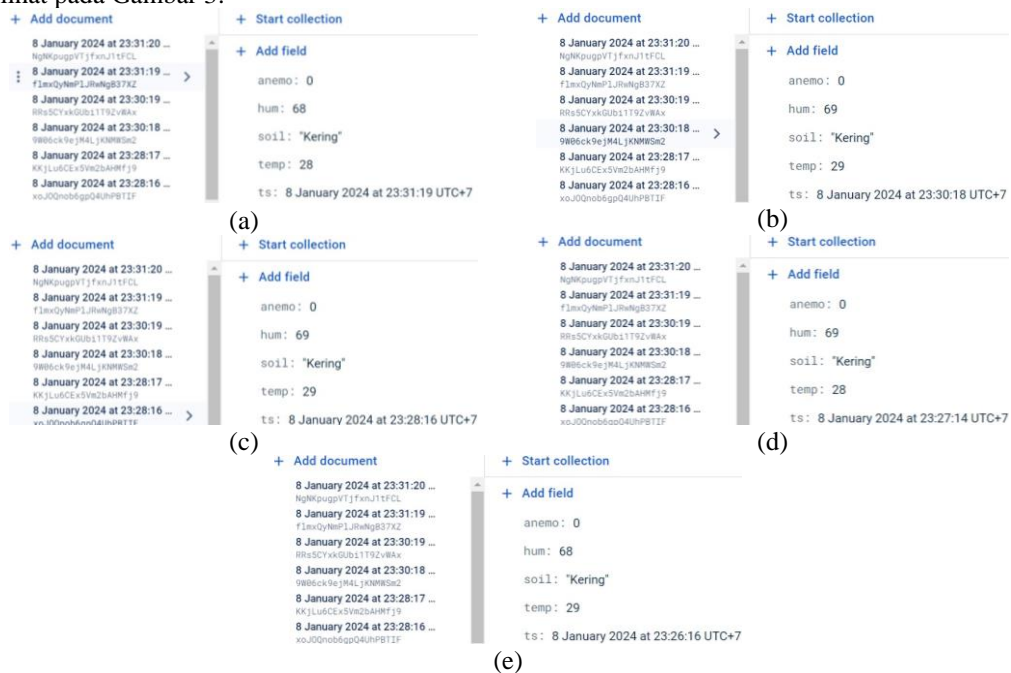 pada Gambar 3.
+ Add document
8 January 2024 at 23:31:20 ...
NgNKpugpVTjfxnJ1tFCL
8 January 2024 at 23:31:19 ...
flmxQyNmPlJRwNgB37XZ
8 January 2024 at 23:30:19 ...
RRs5CYxkGUbi1T9ZvWAx
8 January 2024 at 23:30:18 ...
9W06ck9ejM4LjKNMWSm2
8 January 2024 at 23:28:17 ...
KKjLu6CEx5Vm2bAHMfj9
8 January 2024 at 23:28:16 ...
xoJOQnob6gpQ4UhPBTIF
+ Start collection
+ Add field
anemo: 0
hum: 68
soil: "Kering"
temp: 28
ts: 8 January 2024 at 23:31:19 UTC+7
(a)
+ Add document
8 January 2024 at 23:31:20 ...
NgNKpugpVTjfxnJ1tFCL
8 January 2024 at 23:31:19 ...
flmxQyNmPlJRwNgB37XZ
8 January 2024 at 23:30:19 ...
RRs5CYxkGUbi1T9ZvWAx
8 January 2024 at 23:30:18 ...
9W06ck9ejM4LjKNMWSm2
8 January 2024 at 23:28:17 ...
KKjLu6CEx5Vm2bAHMfj9
8 January 2024 at 23:28:16 ...
xoJOQnob6gpQ4UhPBTIF
+ Start collection
+ Add field
anemo: 0
hum: 69
soil: "Kering"
temp: 29
ts: 8 January 2024 at 23:30:18 UTC+7
(b)
+ Add document
8 January 2024 at 23:31:20 ...
NgNKpugpVTjfxnJ1tFCL
8 January 2024 at 23:31:19 ...
flmxQyNmPlJRwNgB37XZ
8 January 2024 at 23:30:19 ...
RRs5CYxkGUbi1T9ZvWAx
8 January 2024 at 23:30:18 ...
9W06ck9ejM4LjKNMWSm2
8 January 2024 at 23:28:17 ...
KKjLu6CEx5Vm2bAHMfj9
8 January 2024 at 23:28:16 ...
xoJOQnob6gpQ4UhPBTIF
+ Start collection
+ Add field
anemo: 0
hum: 69
soil: "Kering"
temp: 29
ts: 8 January 2024 at 23:28:16 UTC+7
(c)
+ Add document
8 January 2024 at 23:31:20 ...
NgNKpugpVTjfxnJ1tFCL
8 January 2024 at 23:31:19 ...
flmxQyNmPlJRwNgB37XZ
8 January 2024 at 23:30:19 ...
RRs5CYxkGUbi1T9ZvWAx
8 January 2024 at 23:30:18 ...
9W06ck9ejM4LjKNMWSm2
8 January 2024 at 23:28:17 ...
KKjLu6CEx5Vm2bAHMfj9
8 January 2024 at 23:28:16 ...
xoJOQnob6gpQ4UhPBTIF
+ Start collection
+ Add field
anemo: 0
hum: 69
soil: "Kering"
temp: 28
ts: 8 January 2024 at 23:27:14 UTC+7
(d)
+ Add document
8 January 2024 at 23:31:20 ...
NgNKpugpVTjfxnJ1tFCL
8 January 2024 at 23:31:19 ...
flmxQyNmPlJRwNgB37XZ
8 January 2024 at 23:30:19 ...
RRs5CYxkGUbi1T9ZvWAx
8 January 2024 at 23:30:18 ...
9W06ck9ejM4LjKNMWSm2
8 January 2024 at 23:28:17 ...
KKjLu6CEx5Vm2bAHMfj9
8 January 2024 at 23:28:16 ...
xoJOQnob6gpQ4UhPBTIF
+ Start collection
+ Add field
anemo: 0
hum: 68
soil: "Kering"
temp: 29
ts: 8 January 2024 at 23:26:16 UTC+7
(e)